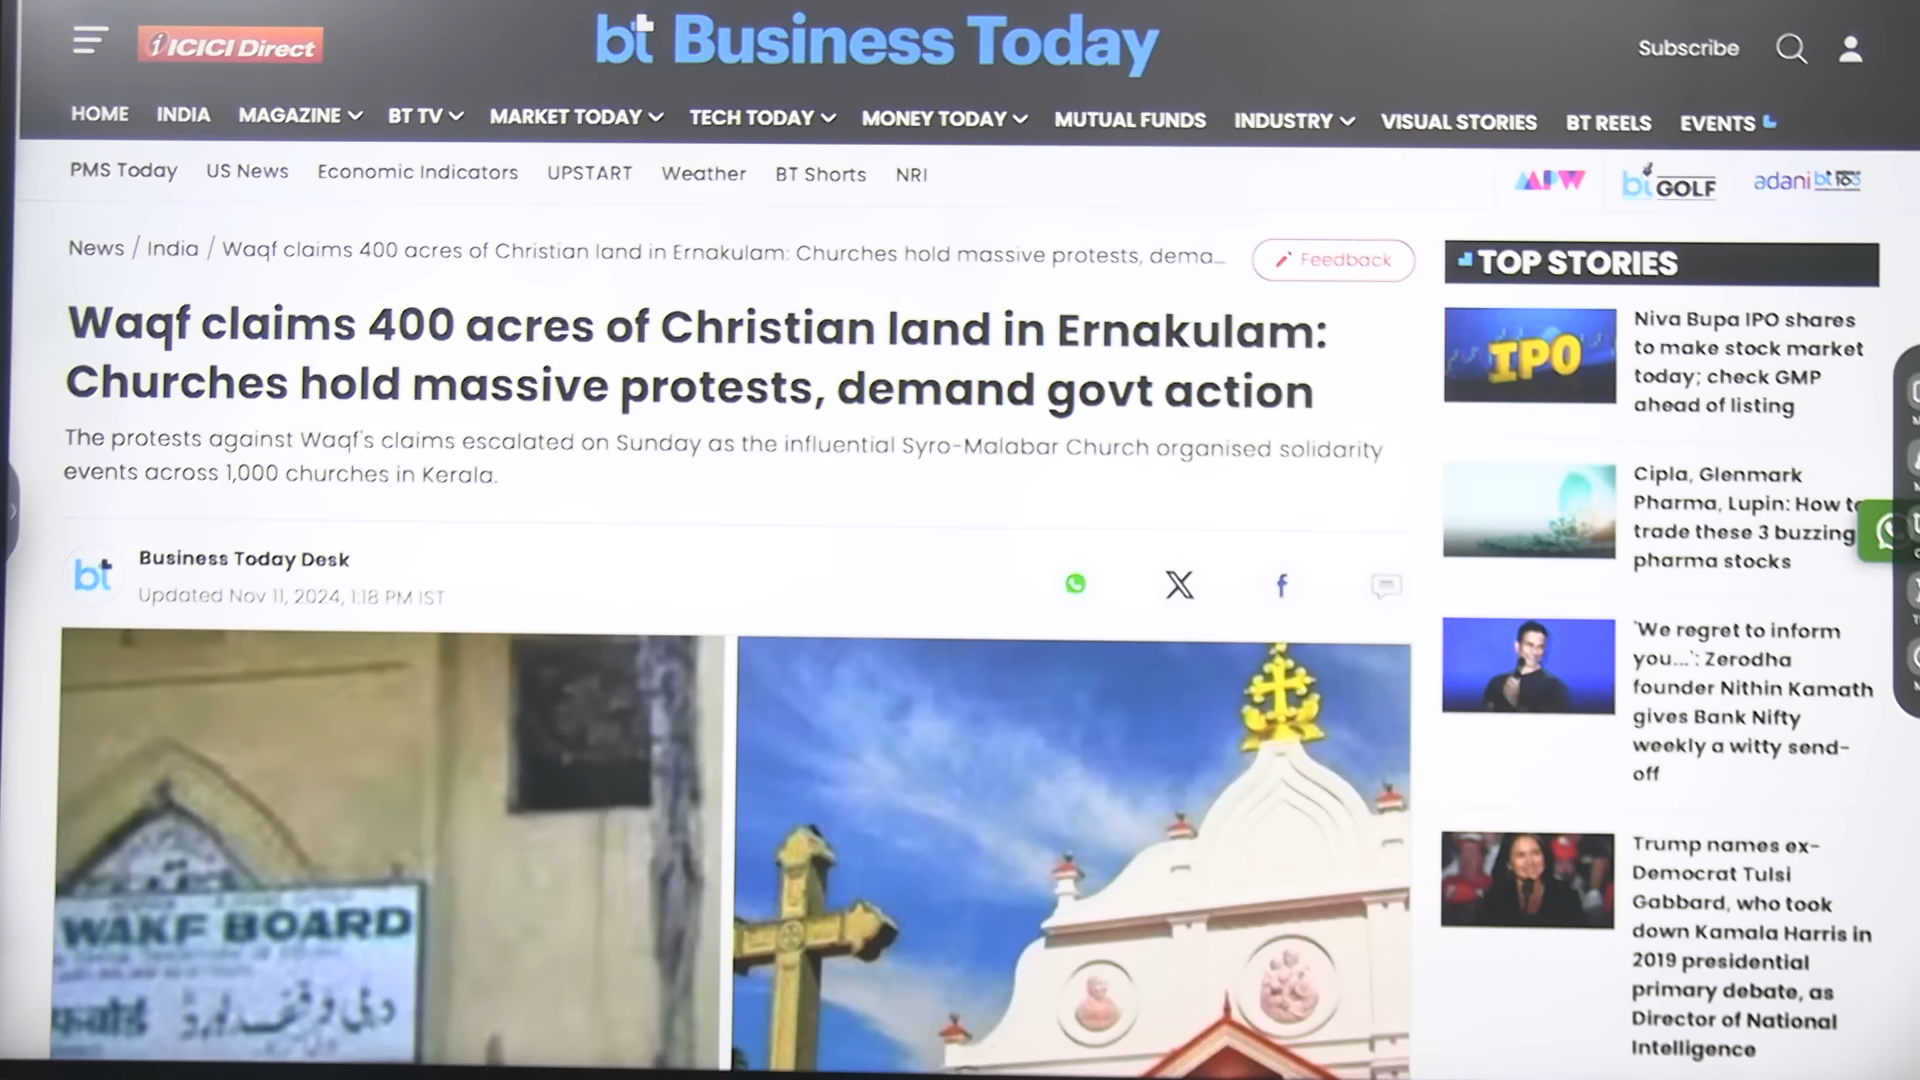 ICICI Direct
bt Business Today
Subscribe
HOME INDIA MAGAZINE BT TV MARKET TODAY TECH TODAY MONEY TODAY MUTUAL FUNDS INDUSTRY VISUAL STORIES BT REELS EVENTS
PMS Today US News Economic Indicators UPSTART Weather BT Shorts NRI
MPW
bt GOLF
adani bt
News / India / Waqf claims 400 acres of Christian land in Ernakulam: Churches hold massive protests, dema...
Feedback
Waqf claims 400 acres of Christian land in Ernakulam:
Churches hold massive protests, demand govt action
The protests against Waqf's claims escalated on Sunday as the influential Syro-Malabar Church organised solidarity
events across 1,000 churches in Kerala.
bt
Business Today Desk
Updated Nov 11, 2024, 1:18 PM IST
WAKF BOARD
TOP STORIES
IPO
Niva Bupa IPO shares
to make stock market
today; check GMP
ahead of listing
Cipla, Glenmark
Pharma, Lupin: How to
trade these 3 buzzing
pharma stocks
'We regret to inform
you...': Zerodha
founder Nithin Kamath
gives Bank Nifty
weekly a witty send-
off
Trump names ex-
Democrat Tulsi
Gabbard, who took
down Kamala Harris in
2019 presidential
primary debate, as
Director of National
Intelligence